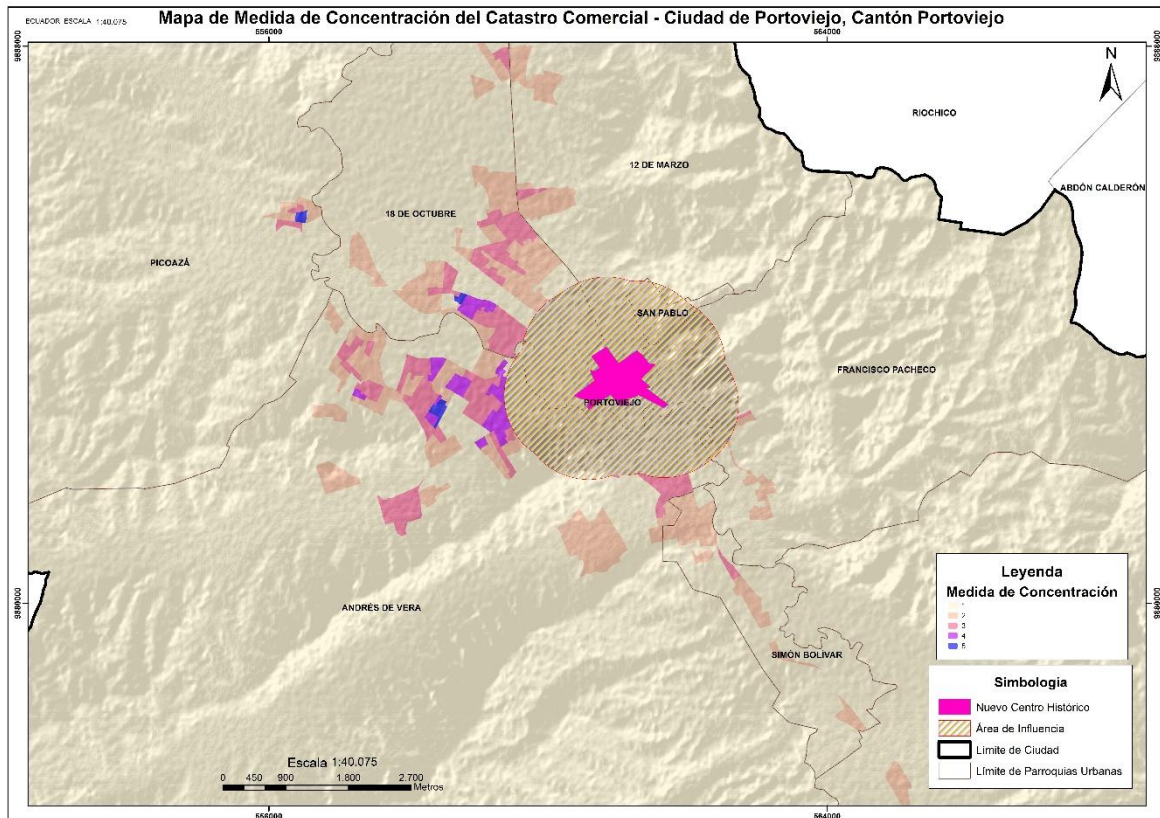 ECUADOR ESCALA 1:40.075
Mapa de Medida de Concentración del Catastro Comercial - Ciudad de Portoviejo, Cantón Portoviejo
556000
564000
N
RIOCHICO
12 DE MARZO
ABDÓN CALDERÓN
18 DE OCTUBRE
PICOAZÁ
SAN PABLO
FRANCISCO PACHECO
PORTOVIEJO
ANDRÉS DE VERA
SIMÓN BOLÍVAR
Leyenda
Medida de Concentración
1
2
3
4
5
Simbología
Nuevo Centro Histórico
Área de Influencia
Límite de Ciudad
Límite de Parroquias Urbanas
Escala 1:40.075
0 450 900 1.800 2.700
Metros
556000
564000